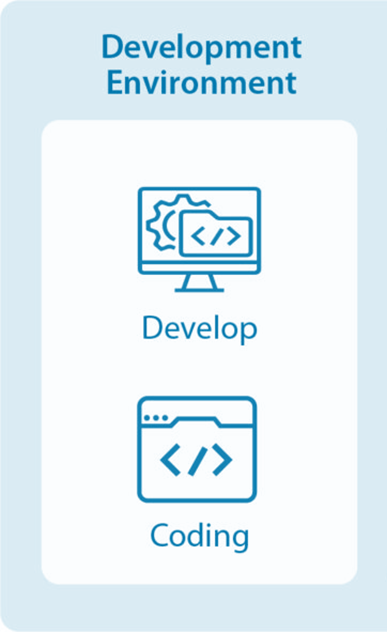 Development
Environment
</>
Develop
</>
Coding